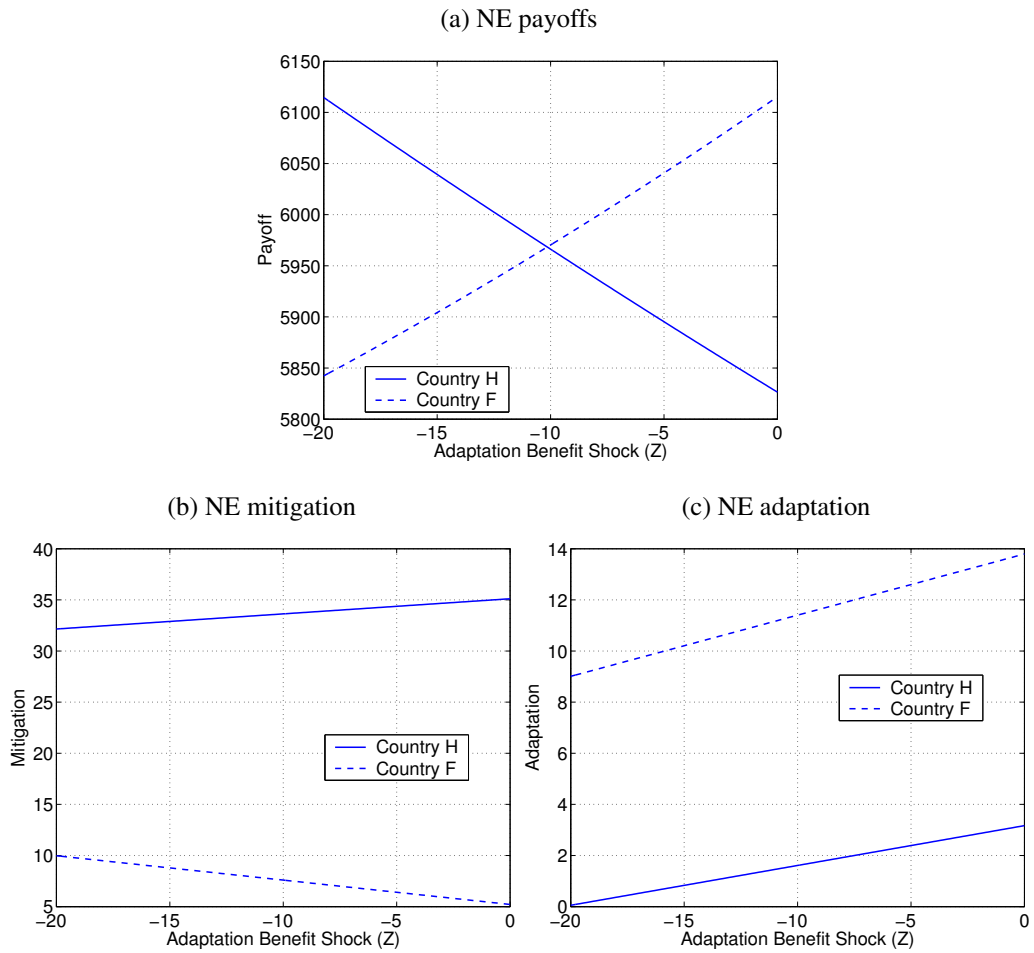 (a) NE payoffs
6150
6100
6050
6000
5950
5900
5850
5800
Payoff
Country H
Country F
−20 −15 −10 −5 0
Adaptation Benefit Shock (Z)
(b) NE mitigation
40
35
30
25
20
15
10
5
Mitigation
Country H
Country F
−20 −15 −10 −5 0
Adaptation Benefit Shock (Z)
(c) NE adaptation
14
12
10
8
6
4
2
0
Adaptation
Country H
Country F
−20 −15 −10 −5 0
Adaptation Benefit Shock (Z)